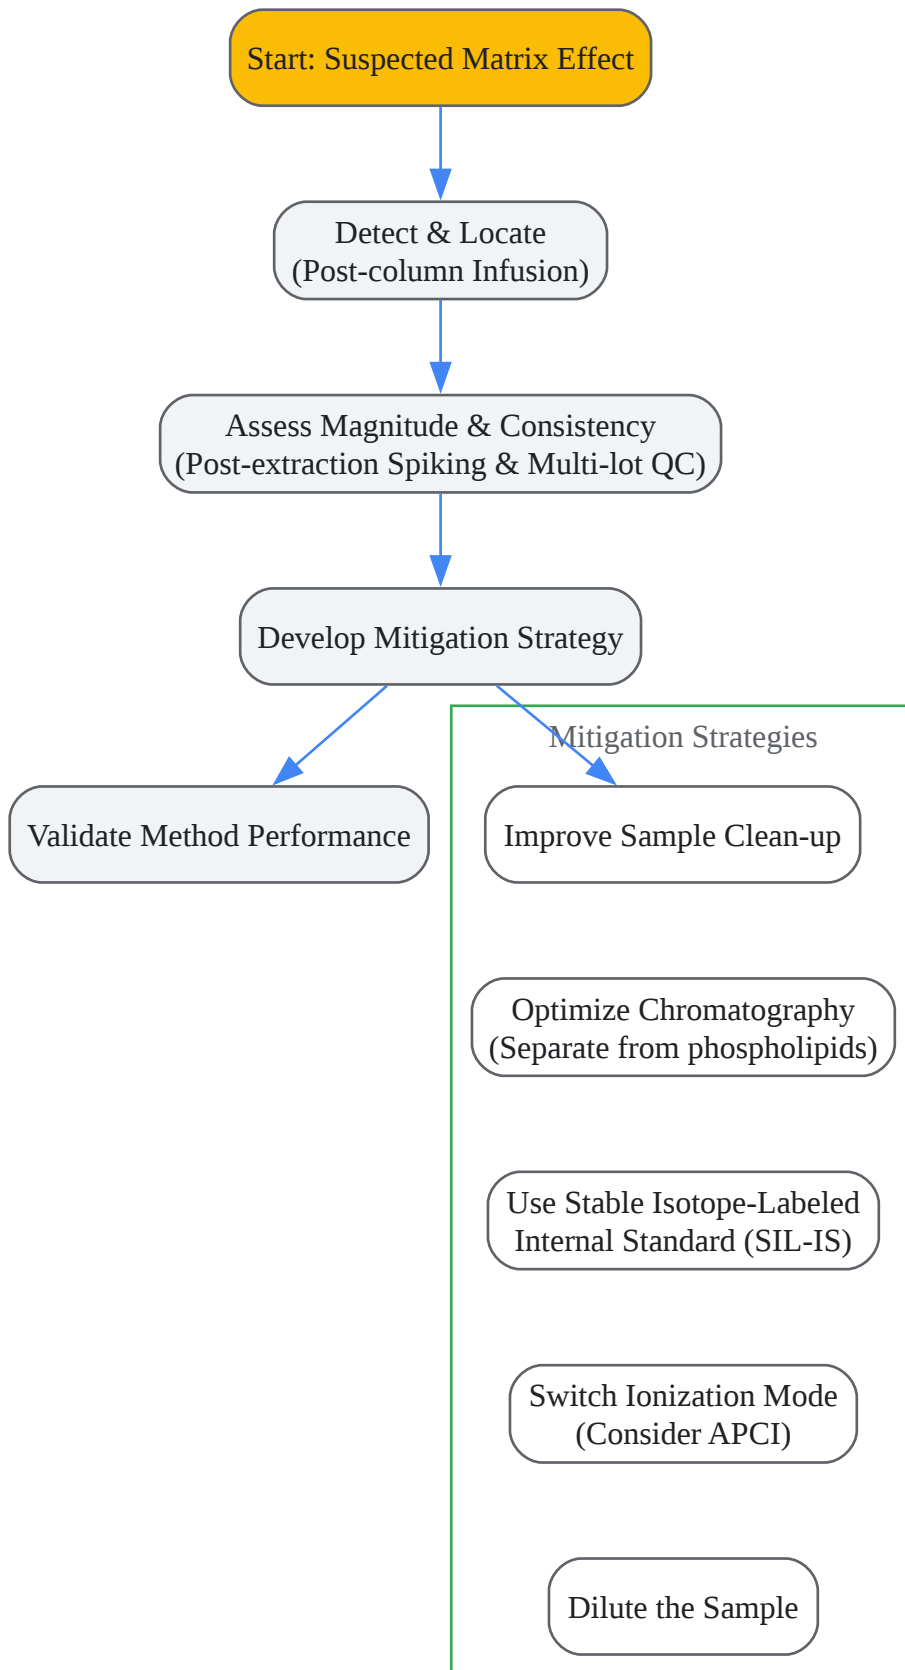 Start: Suspected Matrix Effect
Detect & Locate
(Post-column Infusion)
Assess Magnitude & Consistency
(Post-extraction Spiking & Multi-lot QC)
Develop Mitigation Strategy
Mitigation Strategies
Validate Method Performance
Improve Sample Clean-up
Optimize Chromatography
(Separate from phospholipids)
Use Stable Isotope-Labeled
Internal Standard (SIL-IS)
Switch Ionization Mode
(Consider APCI)
Dilute the Sample